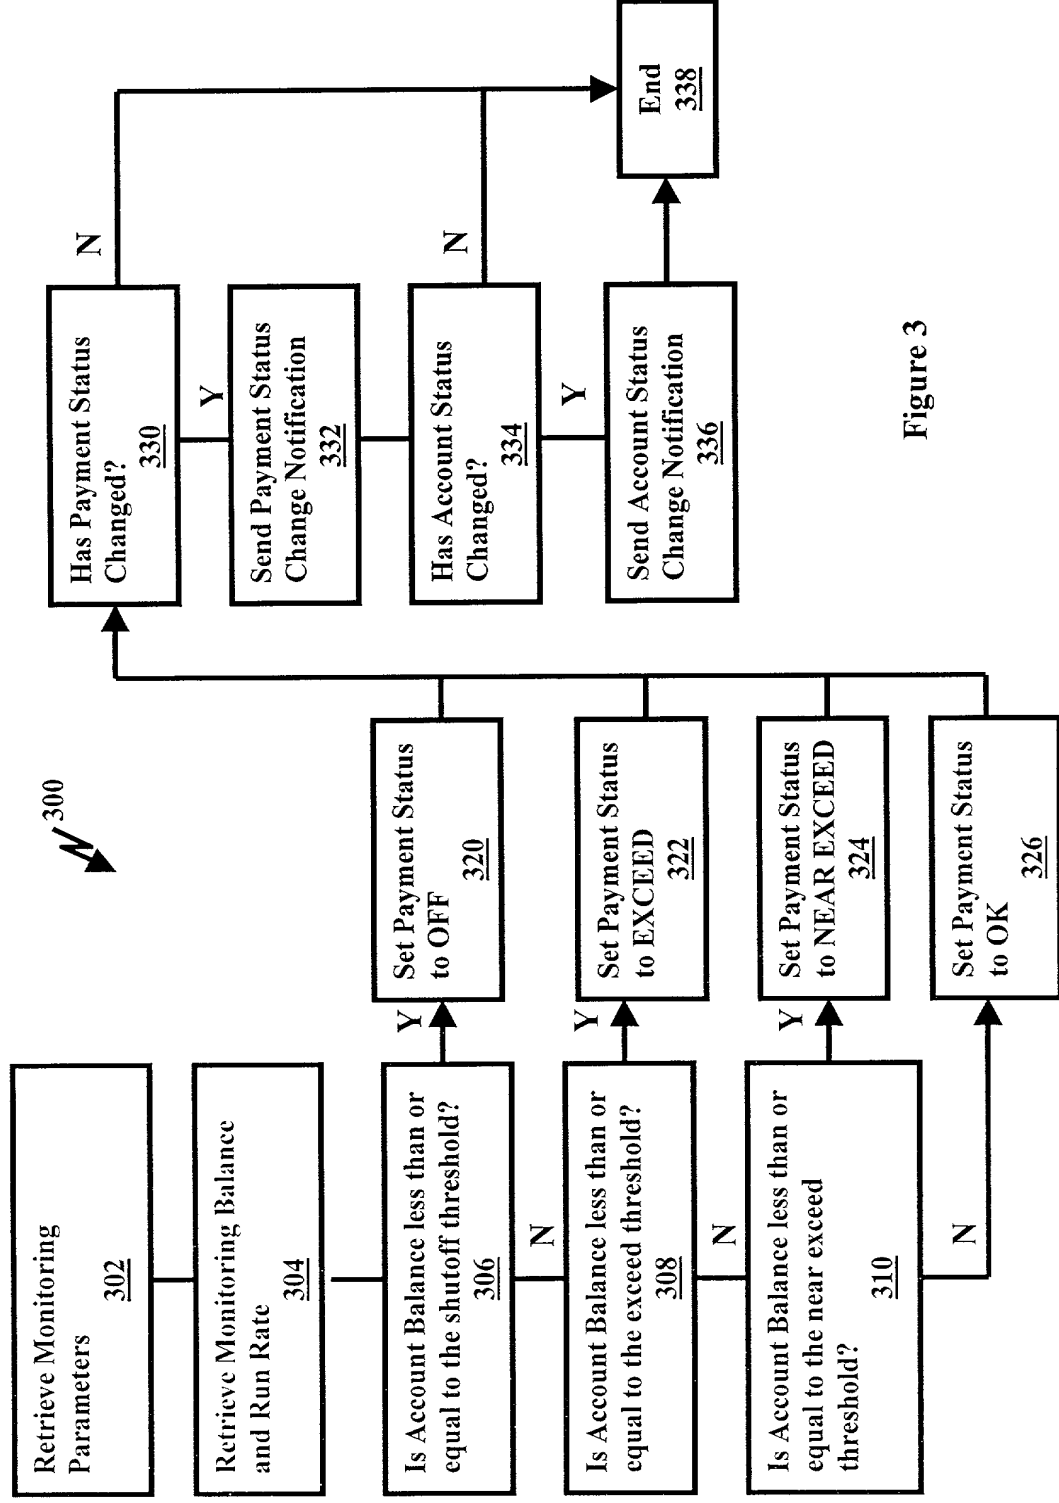 300
Retrieve Monitoring
Parameters
302
Retrieve Monitoring Balance
and Run Rate
304
Is Account Balance less than or
equal to the shutoff threshold?
306
N
Y
Is Account Balance less than or
equal to the exceed threshold?
308
N
Y
Is Account Balance less than or
equal to the near exceed
threshold?
310
N
Y
Set Payment Status
to OFF
320
Set Payment Status
to EXCEED
322
Set Payment Status
to NEAR EXCEED
324
Set Payment Status
to OK
326
Has Payment Status
Changed?
330
N
Y
Send Payment Status
Change Notification
332
Has Account Status
Changed?
334
N
Y
Send Account Status
Change Notification
336
End
338
Figure 3